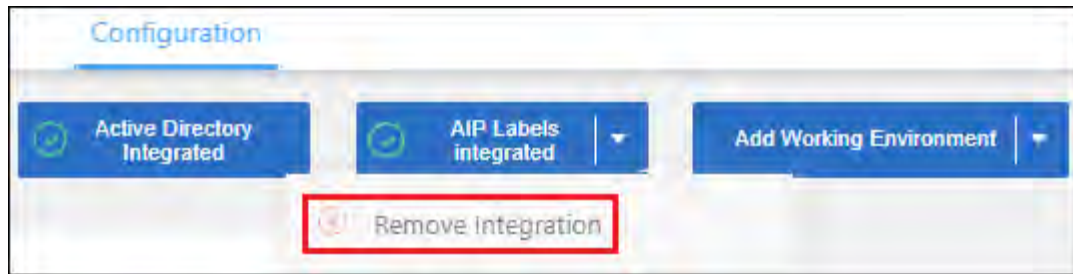 Configuration
Active Directory
Integrated
AIP Labels
integrated
Add Working Environment
Remove Integration